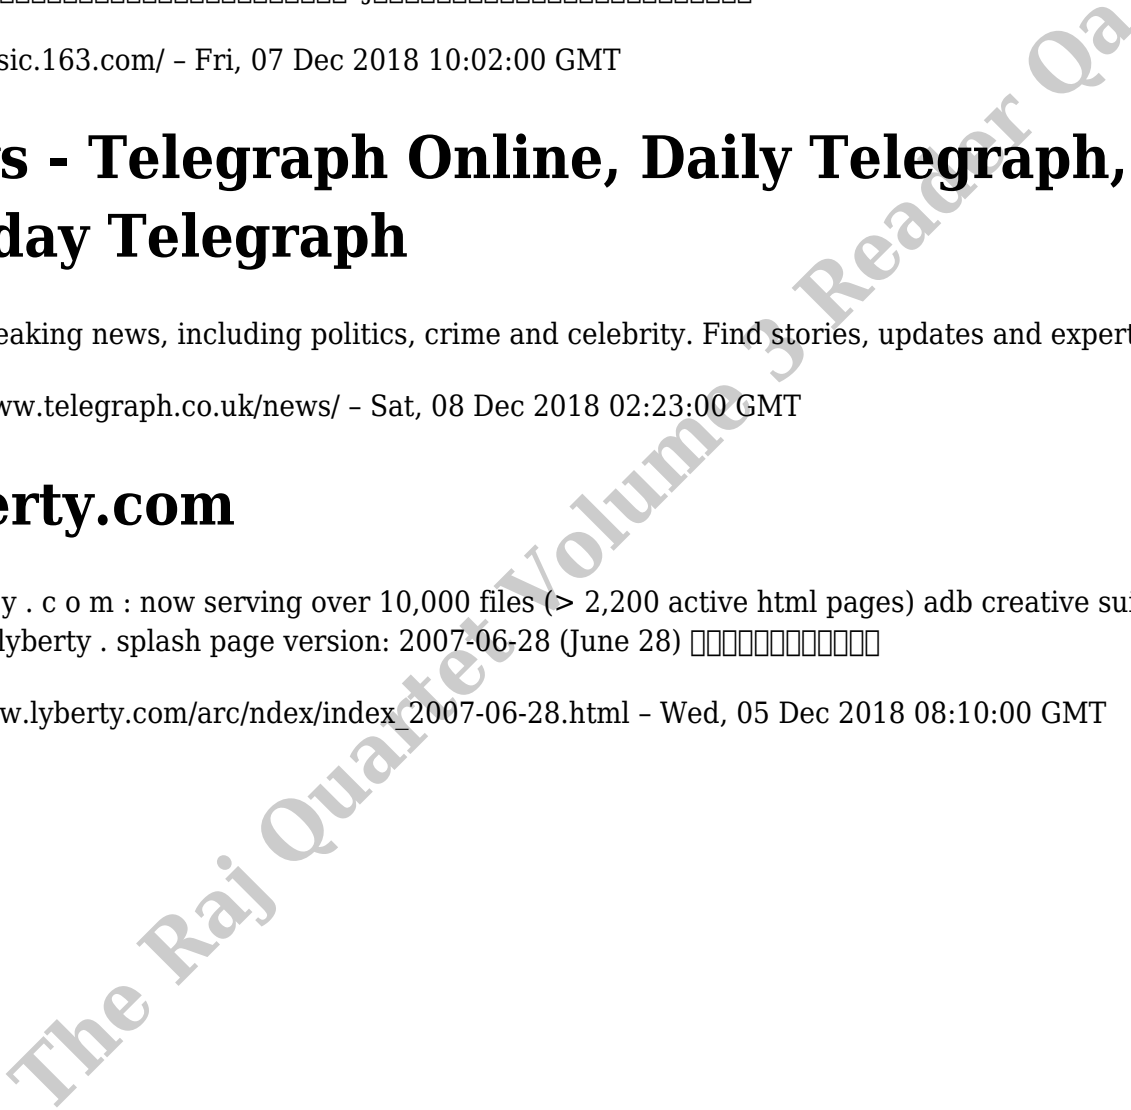 sic.163.com/ – Fri, 07 Dec 2018 10:02:00 GMT
s - Telegraph Online, Daily Telegraph,
day Telegraph
eaking news, including politics, crime and celebrity. Find stories, updates and expert
ww.telegraph.co.uk/news/ – Sat, 08 Dec 2018 02:23:00 GMT
erty.com
y . c o m : now serving over 10,000 files (> 2,200 active html pages) adb creative sui
lyberty . splash page version: 2007-06-28 (June 28)
w.lyberty.com/arc/ndex/index_2007-06-28.html – Wed, 05 Dec 2018 08:10:00 GMT
The Raj Quartet Volume 3 Reader Qa